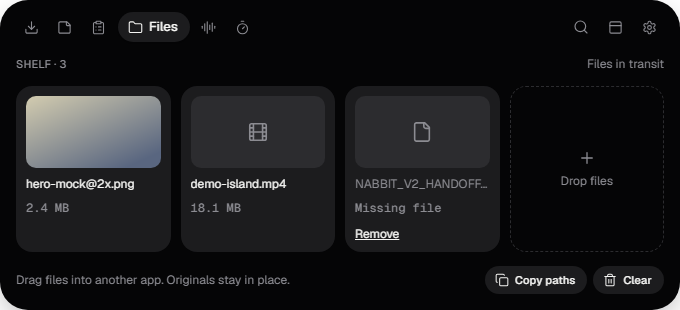 Files
SHELF · 3
Files in transit
hero-mock@2x.png
2.4 MB
demo-island.mp4
18.1 MB
NABBIT_V2_HANDOFF...
Missing file
Remove
Drop files
Drag files into another app. Originals stay in place.
Copy paths
Clear